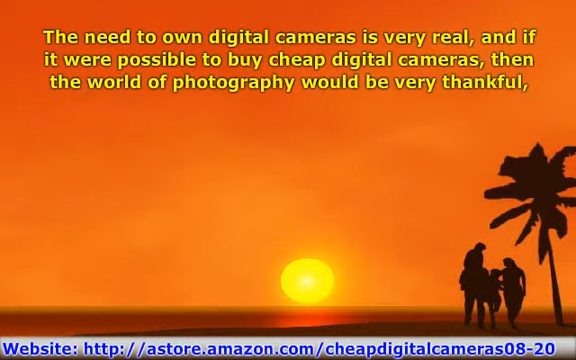 The need to own digital cameras is very real, and if
it were possible to buy cheap digital cameras, then
the world of photography would be very thankful,
Website: http://astore.amazon.com/cheapdigitalcameras08-20